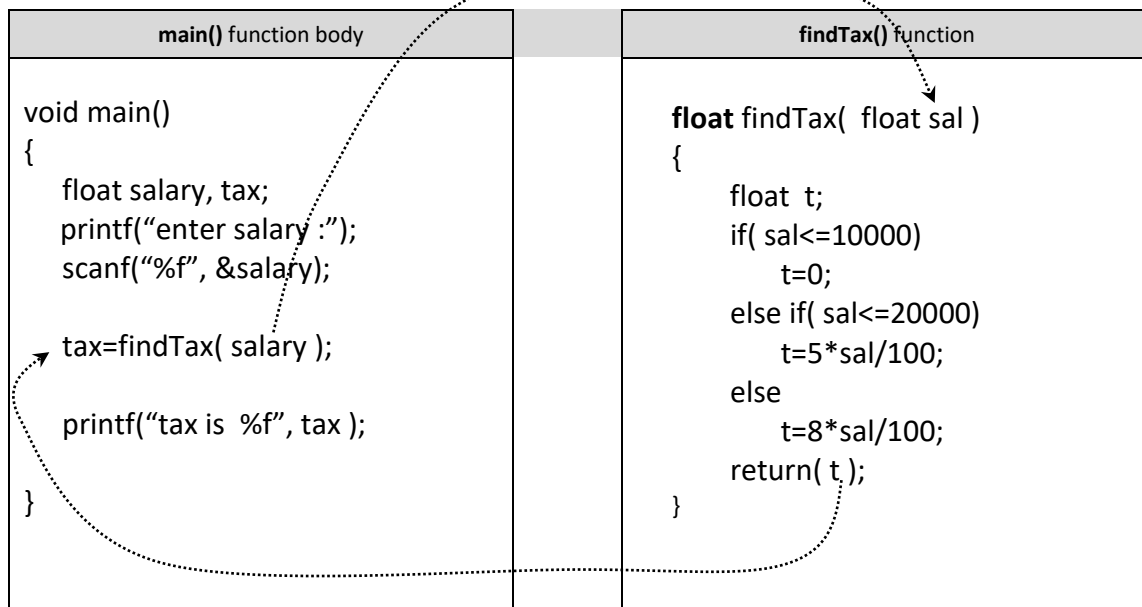 main() function body
void main()
{
float salary, tax;
printf(“enter salary :”);
scanf(“%f”, &salary);
tax=findTax( salary );
printf(“tax is  %f”, tax );
}
findTax() function
float findTax(  float sal )
{
float  t;
if( sal<=10000)
t=0;
else if( sal<=20000)
t=5*sal/100;
else
t=8*sal/100;
return( t );
}